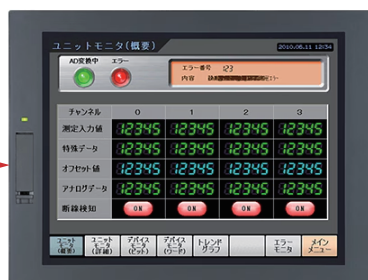 ユニットモニタ(概要)
2010.06.11 12:34
AD変換中 エラー
エラー番号 123
内容
チャンネル 0 1 2 3
測定入力値 12345 12345 12345 12345
特殊データ 12345 12345 12345 12345
オフセット値 12345 12345 12345 12345
アナログデータ 12345 12345 12345 12345
断線検知 ON ON ON ON
ユニット モニタ (概要)
ユニット モニタ (詳細)
デバイス モニタ (ビット)
デバイス モニタ (ワード)
トレンド グラフ
エラー モニタ
メイン メニュー